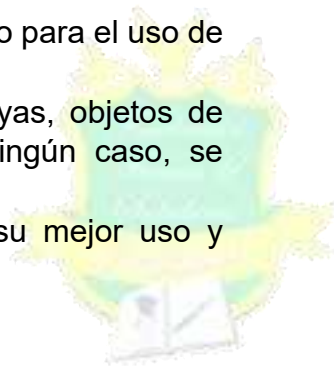 o para el uso de
yas, objetos de
ingún caso, se
su mejor uso y